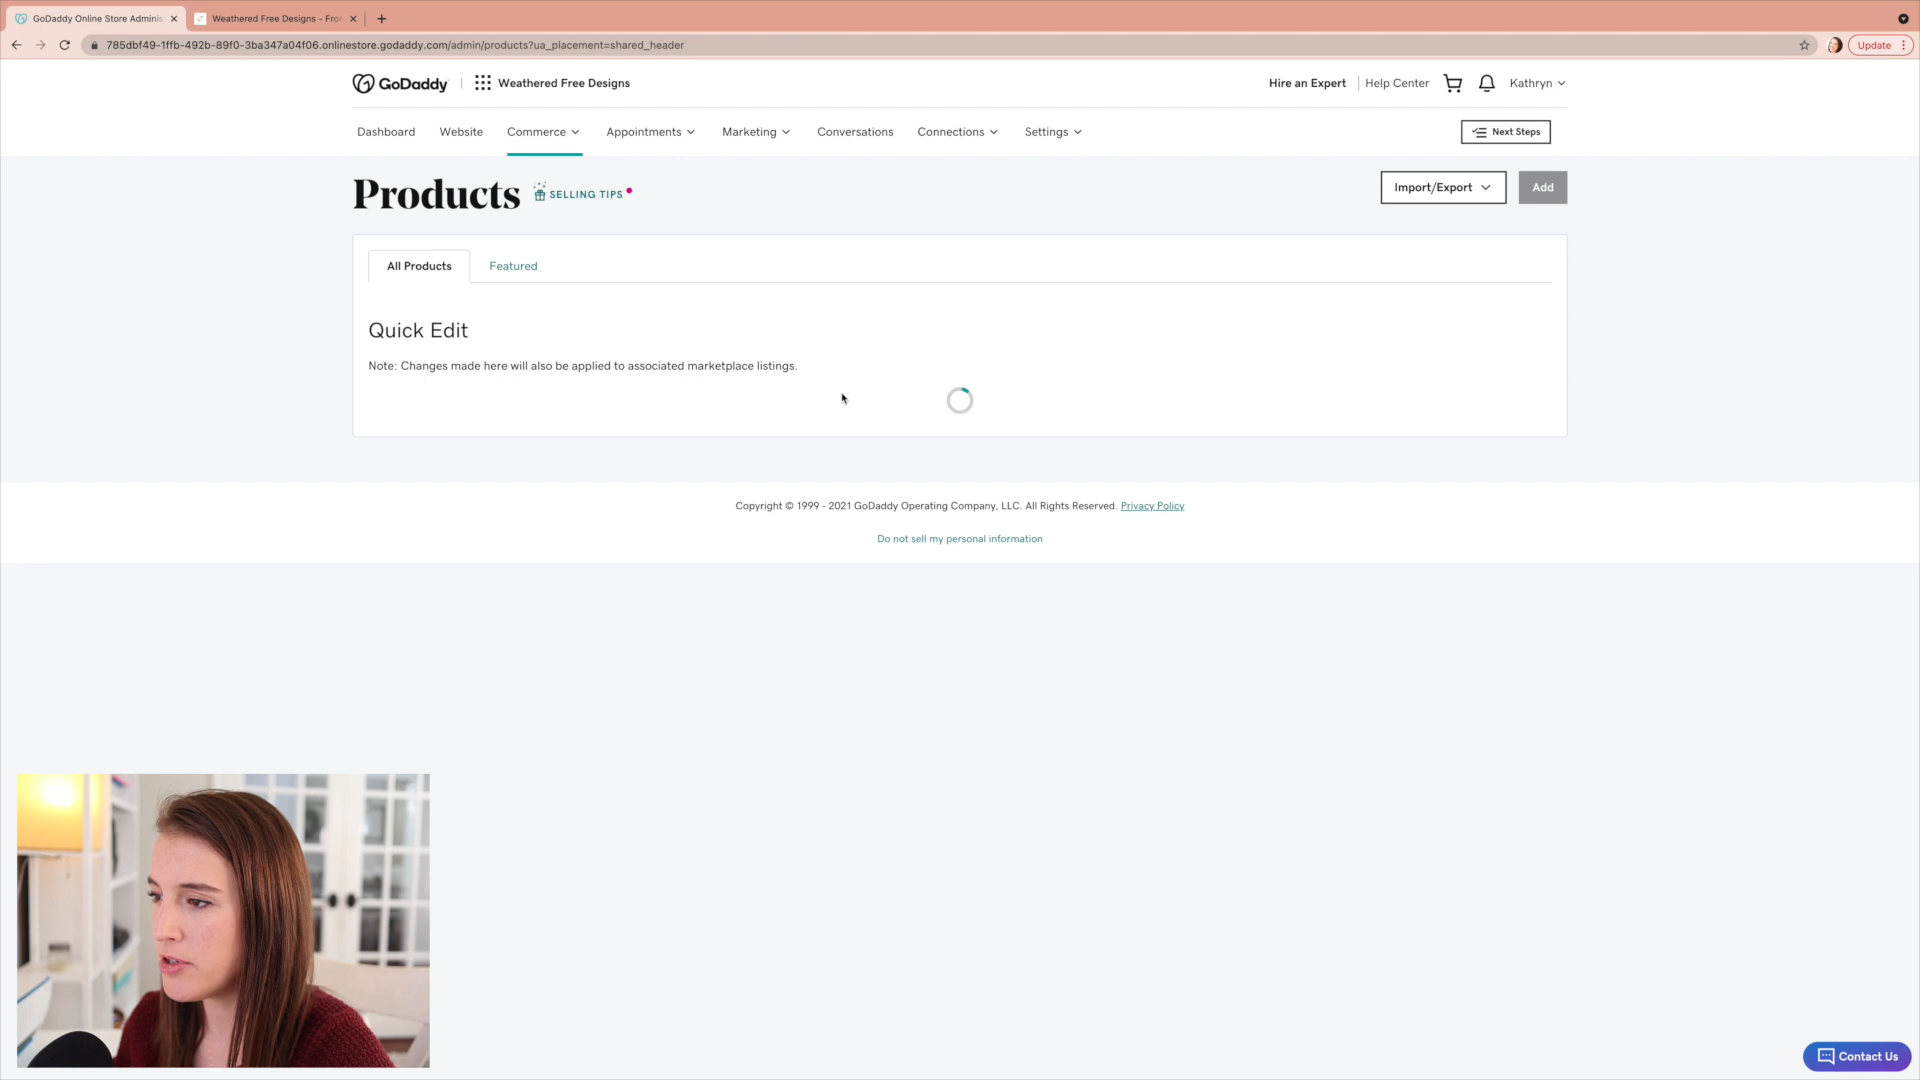 GoDaddy Online Store Adminis
Weathered Free Designs - Fro
785dbf49-1ffb-492b-89f0-3ba347a04f06.onlinestore.godaddy.com/admin/products?ua_placement=shared_header
Update
GoDaddy
Weathered Free Designs
Hire an Expert
Help Center
Kathryn
Dashboard
Website
Commerce
Appointments
Marketing
Conversations
Connections
Settings
Next Steps
Products
SELLING TIPS
Import/Export
Add
All Products
Featured
Quick Edit
Note: Changes made here will also be applied to associated marketplace listings.
Copyright © 1999 - 2021 GoDaddy Operating Company, LLC. All Rights Reserved. Privacy Policy
Do not sell my personal information
Contact Us